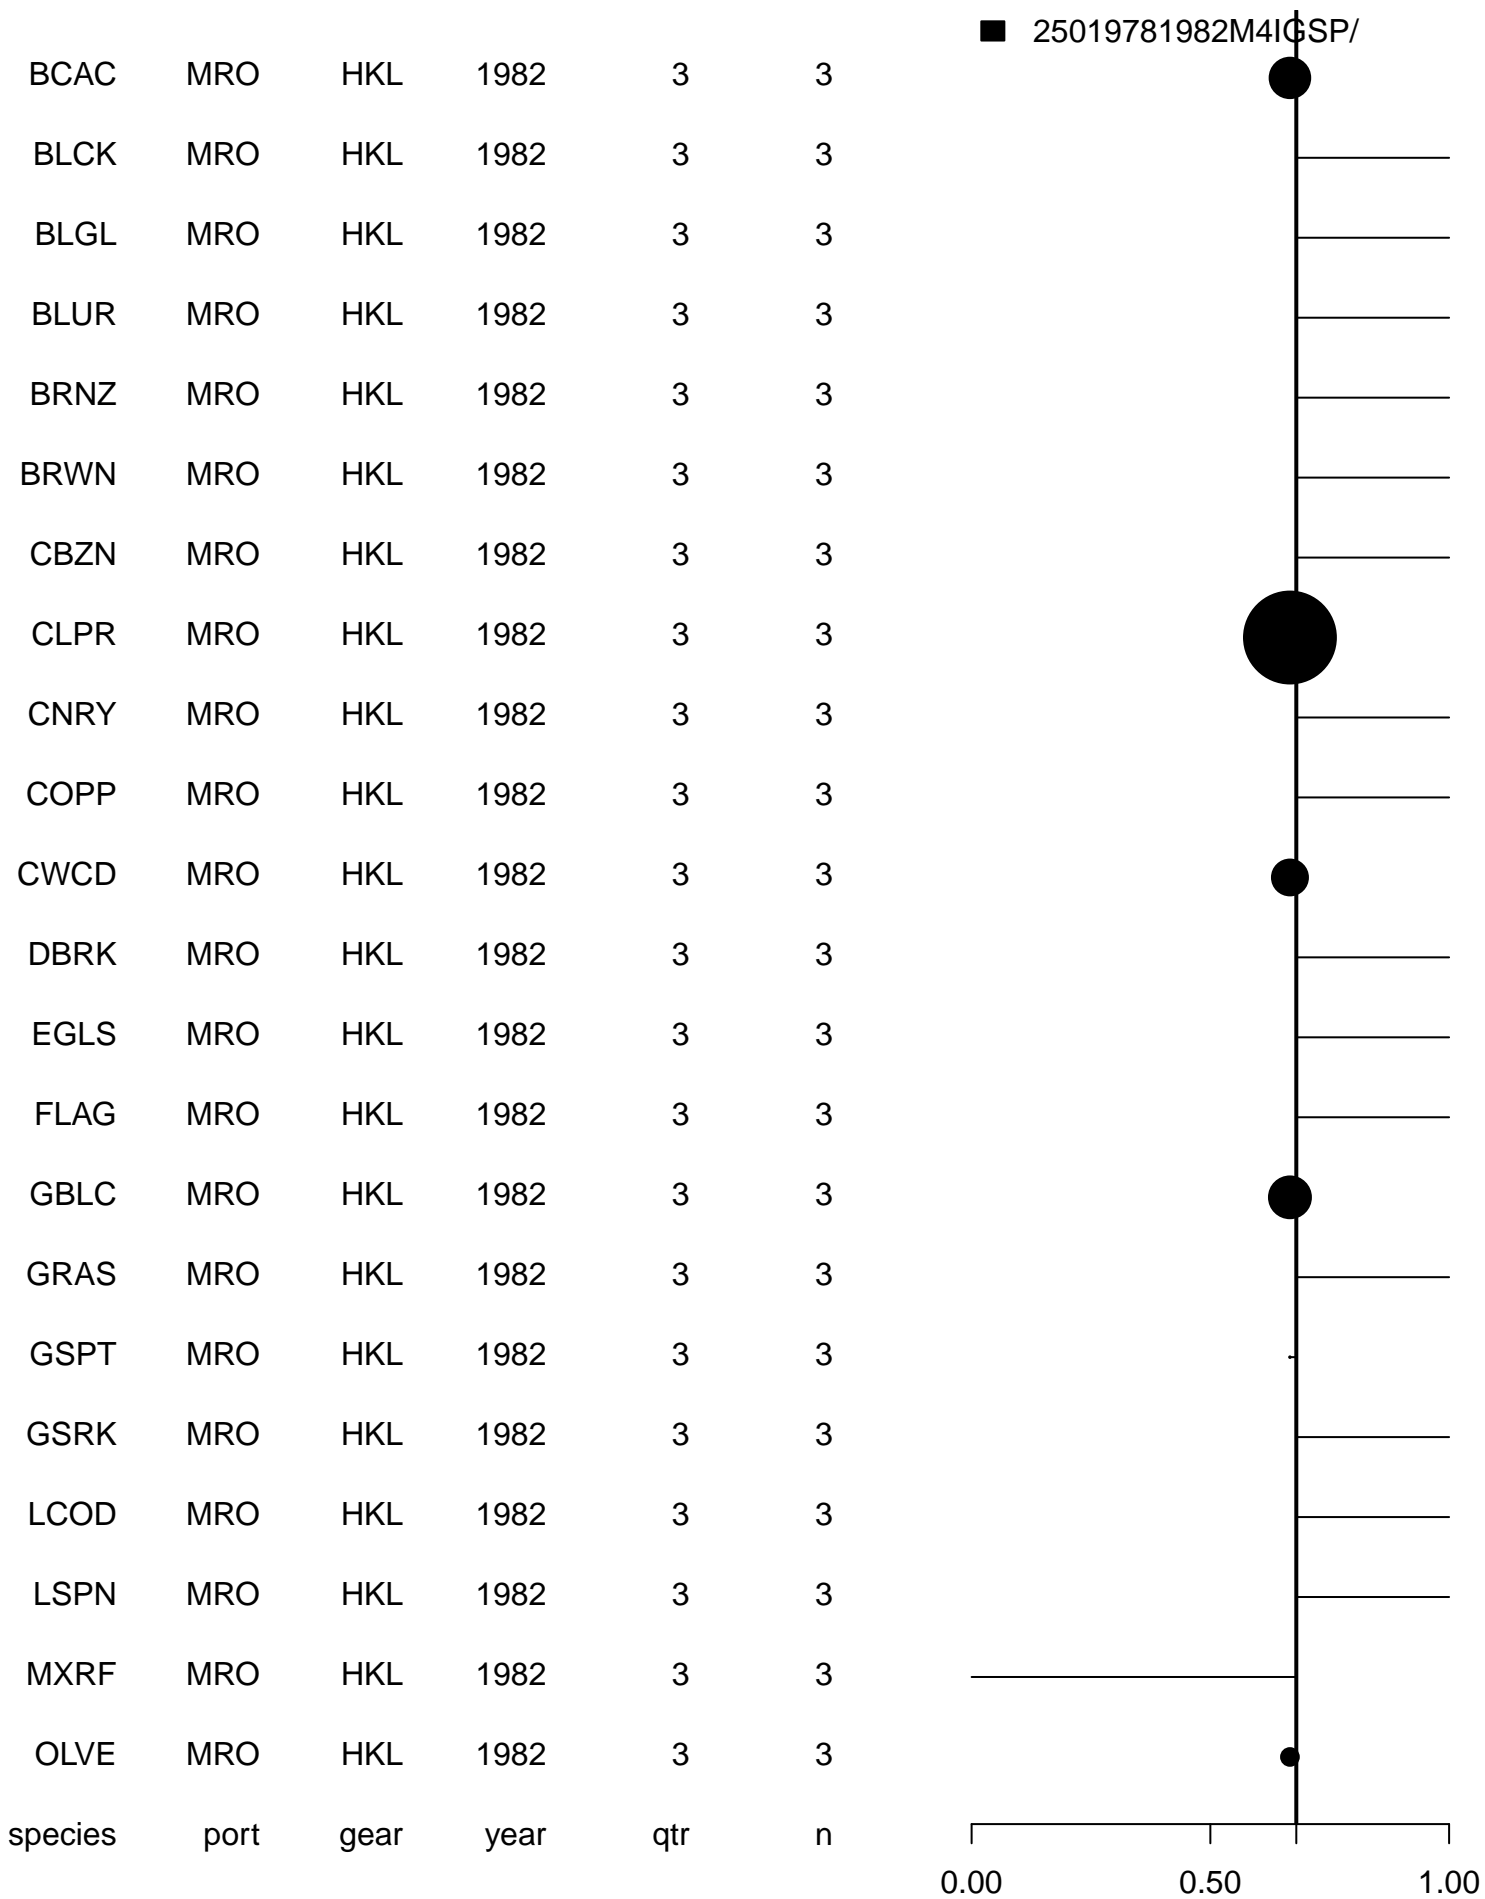 25019781982M4IGSP/
BCAC MRO HKL 1982 3 3
BLCK MRO HKL 1982 3 3
BLGL MRO HKL 1982 3 3
BLUR MRO HKL 1982 3 3
BRNZ MRO HKL 1982 3 3
BRWN MRO HKL 1982 3 3
CBZN MRO HKL 1982 3 3
CLPR MRO HKL 1982 3 3
CNRY MRO HKL 1982 3 3
COPP MRO HKL 1982 3 3
CWCD MRO HKL 1982 3 3
DBRK MRO HKL 1982 3 3
EGLS MRO HKL 1982 3 3
FLAG MRO HKL 1982 3 3
GBLC MRO HKL 1982 3 3
GRAS MRO HKL 1982 3 3
GSPT MRO HKL 1982 3 3
GSRK MRO HKL 1982 3 3
LCOD MRO HKL 1982 3 3
LSPN MRO HKL 1982 3 3
MXRF MRO HKL 1982 3 3
OLVE MRO HKL 1982 3 3
species port gear year qtr n
0.00 0.50 1.00